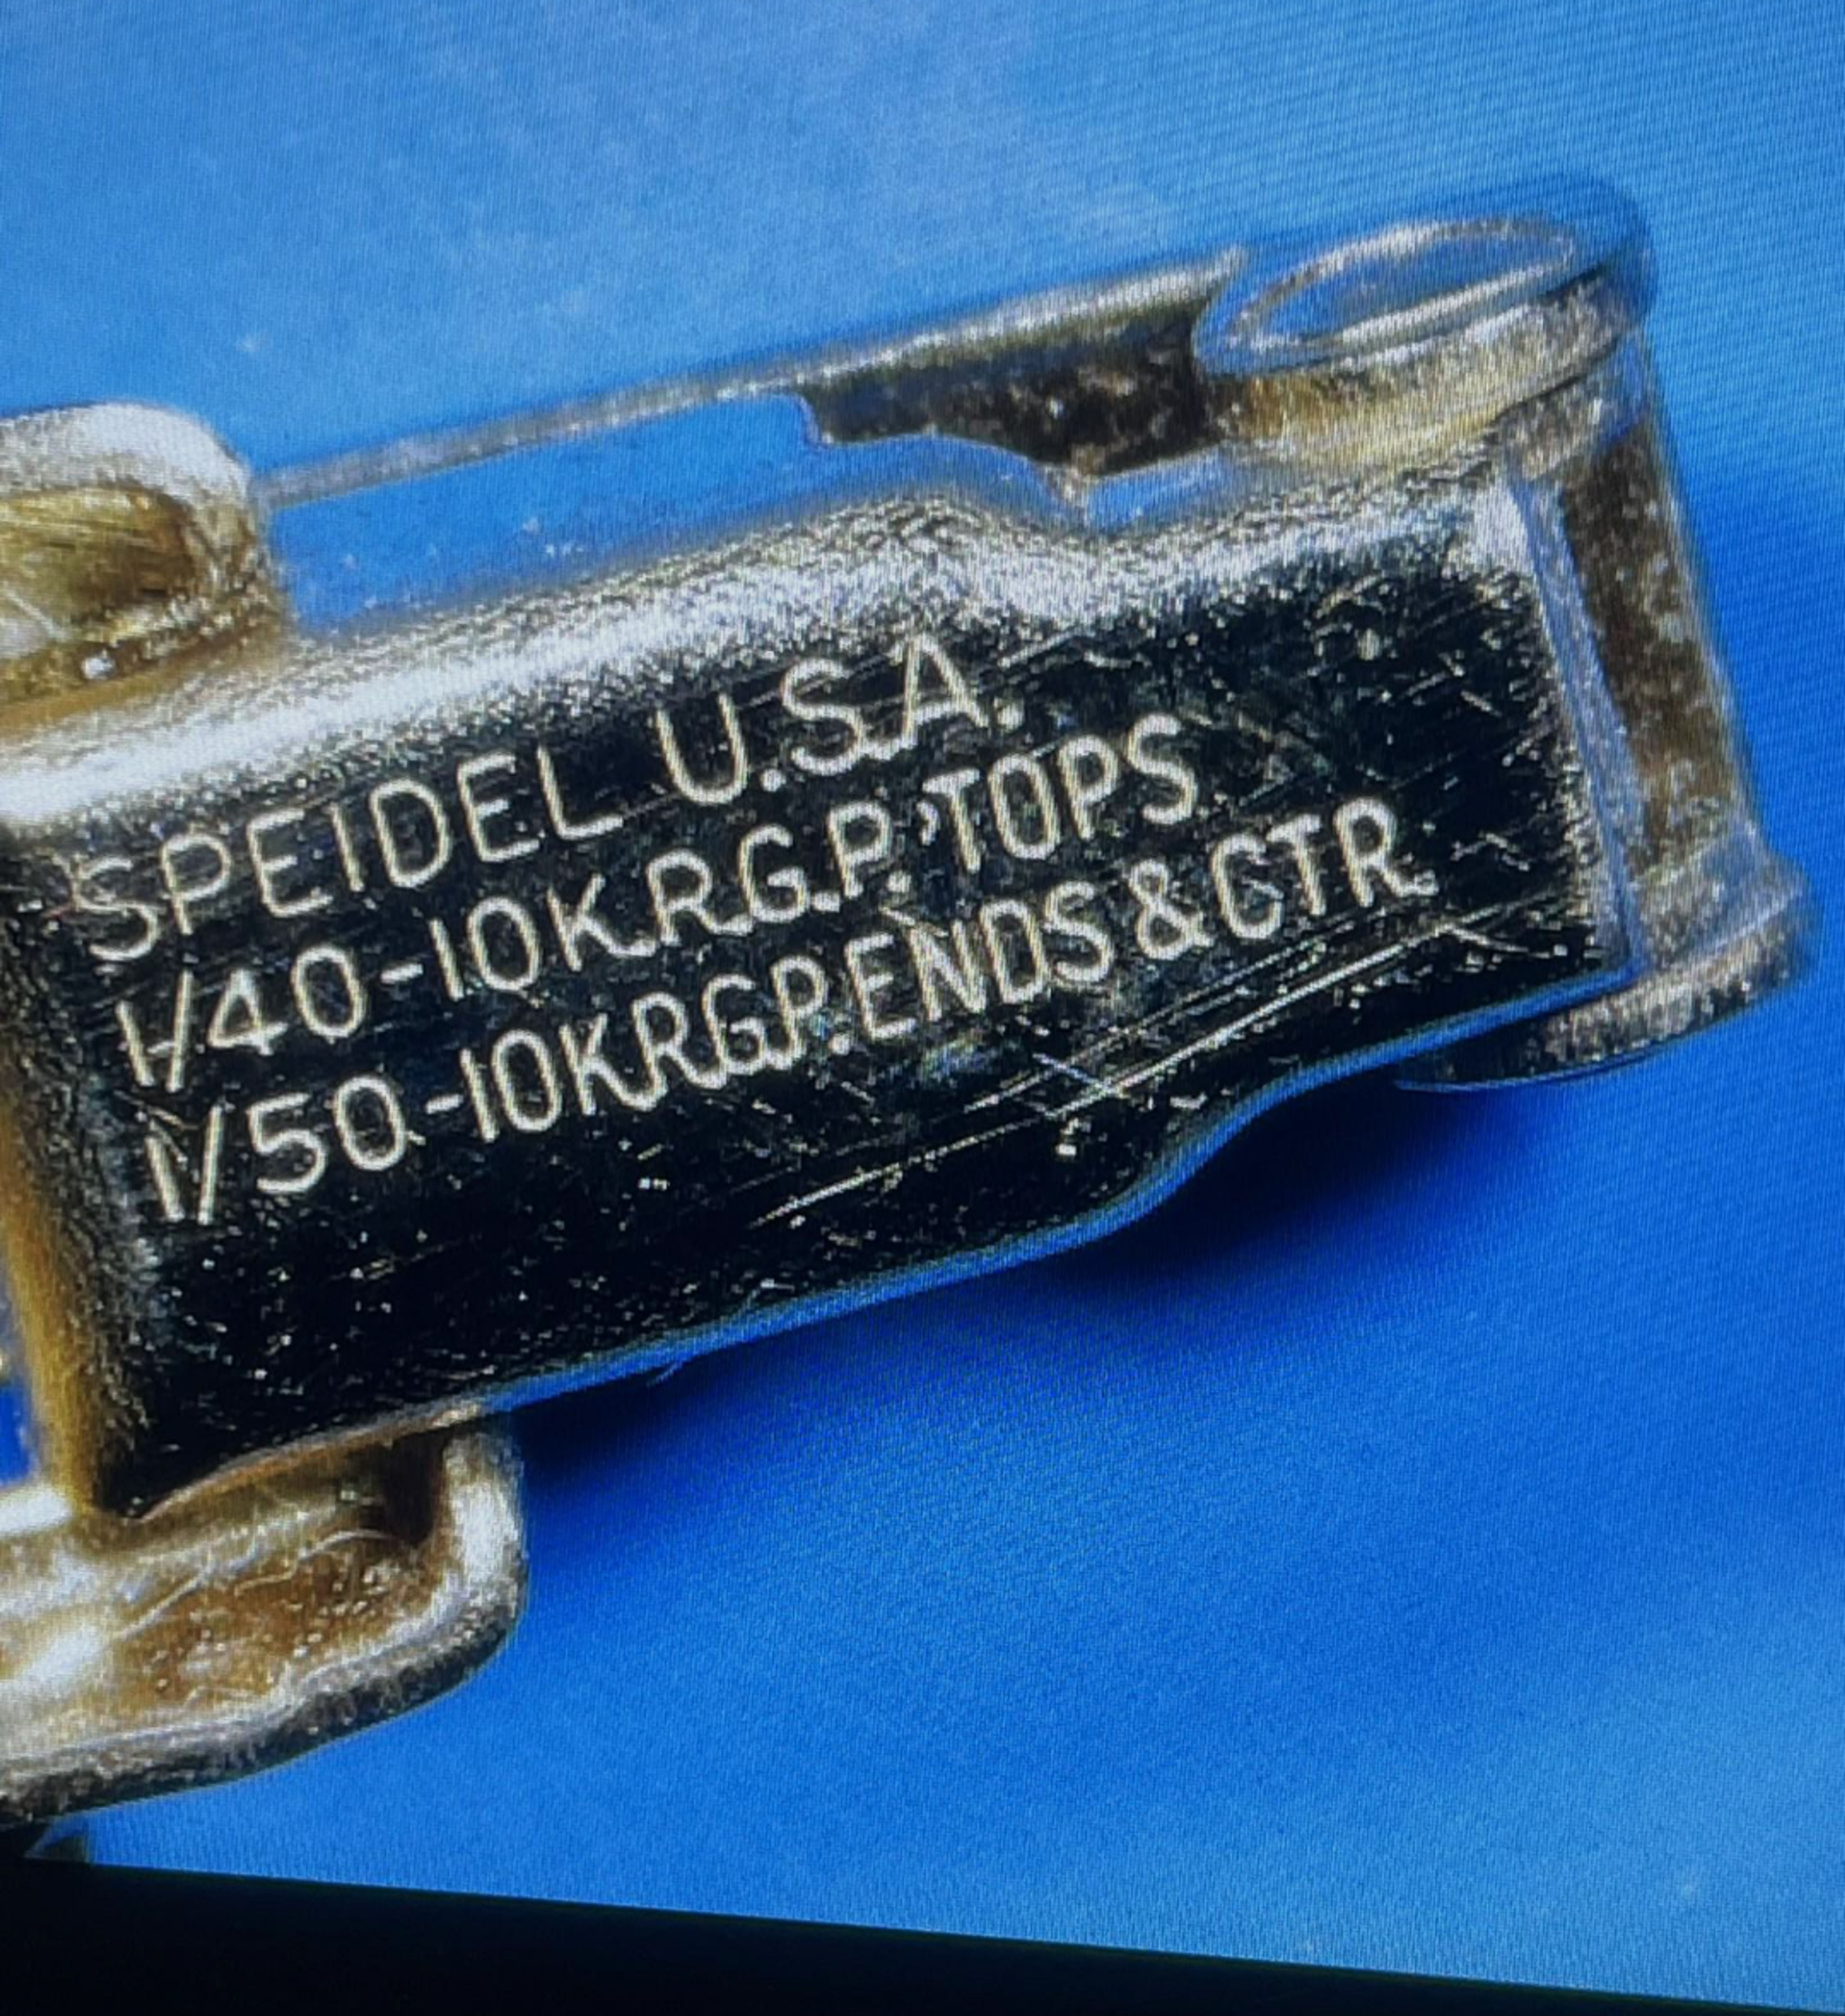 SPEIDEL U.S.A.
1/40-10K.R.G.P. TOPS
1/50-10K.R.G.P. ENDS & CTR.